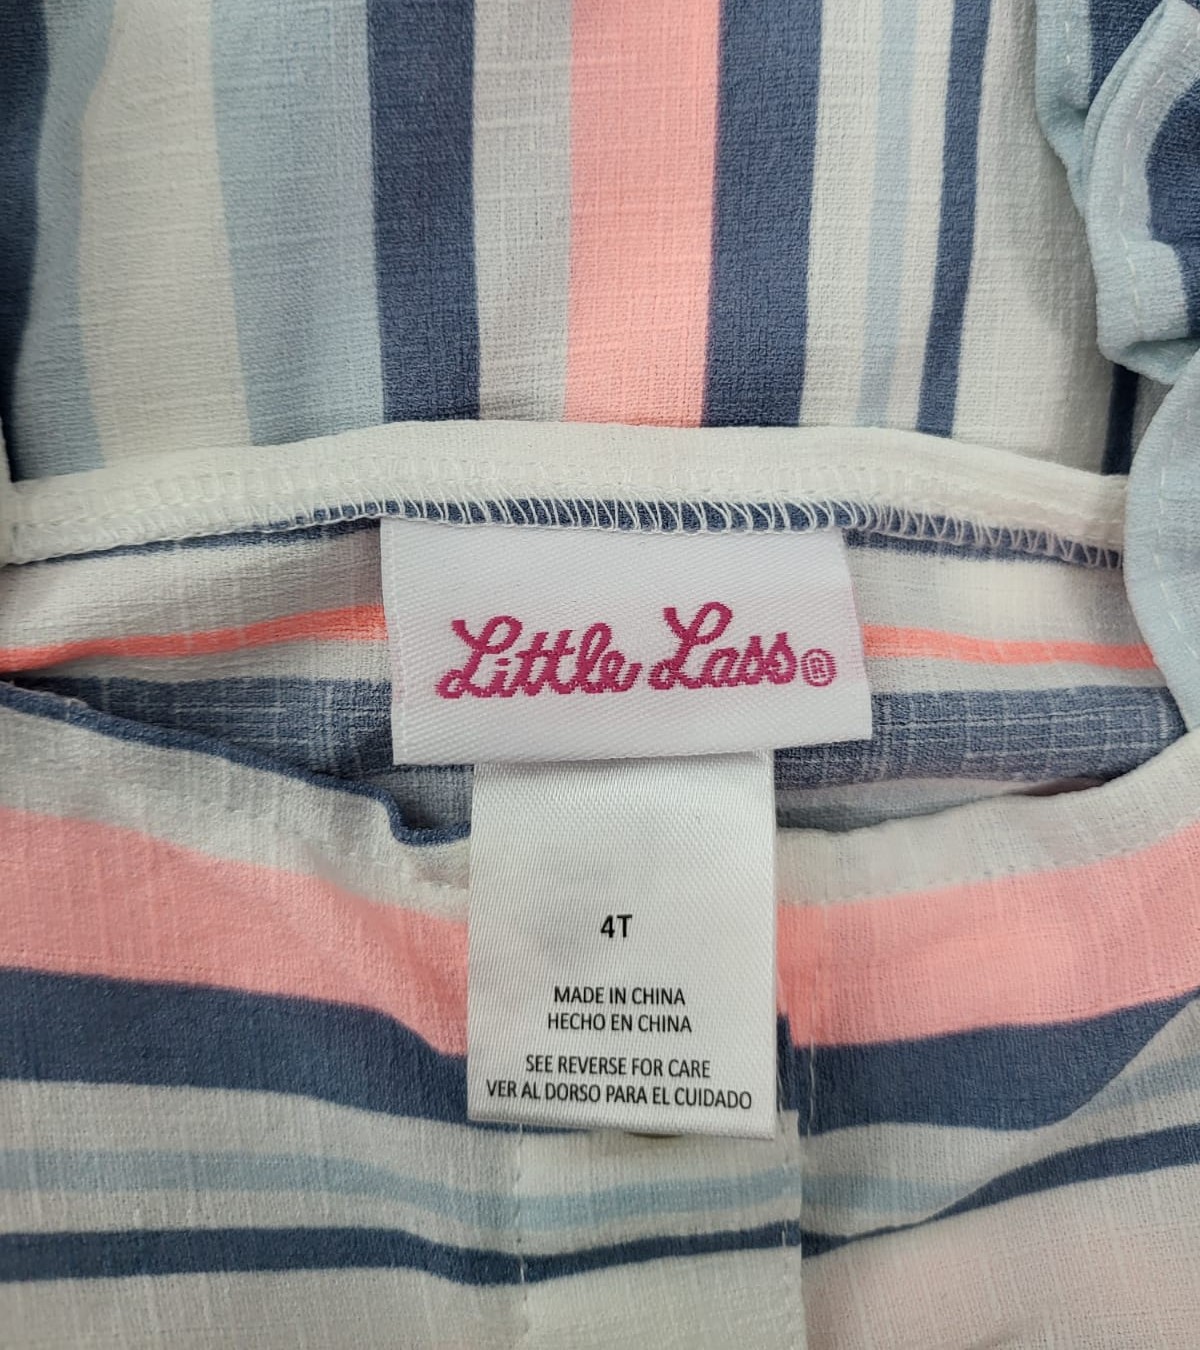 Little Lass®
4T
MADE IN CHINA
HECHO EN CHINA
SEE REVERSE FOR CARE
VER AL DORSO PARA EL CUIDADO